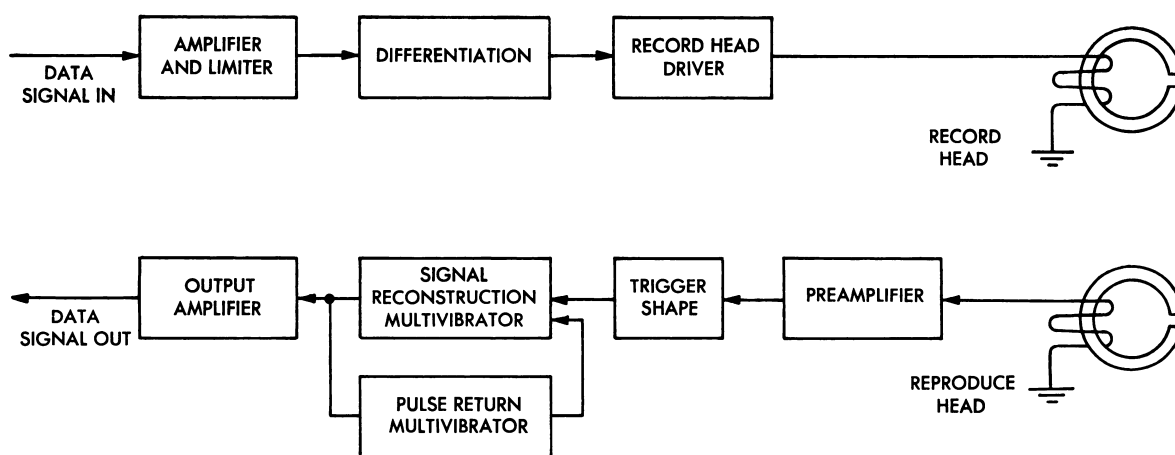 DATA
SIGNAL IN
AMPLIFIER
AND LIMITER
DIFFERENTIATION
RECORD HEAD
DRIVER
RECORD
HEAD
DATA
SIGNAL OUT
OUTPUT
AMPLIFIER
SIGNAL
RECONSTRUCTION
MULTIVIBRATOR
PULSE RETURN
MULTIVIBRATOR
TRIGGER
SHAPE
PREAMPLIFIER
REPRODUCE
HEAD